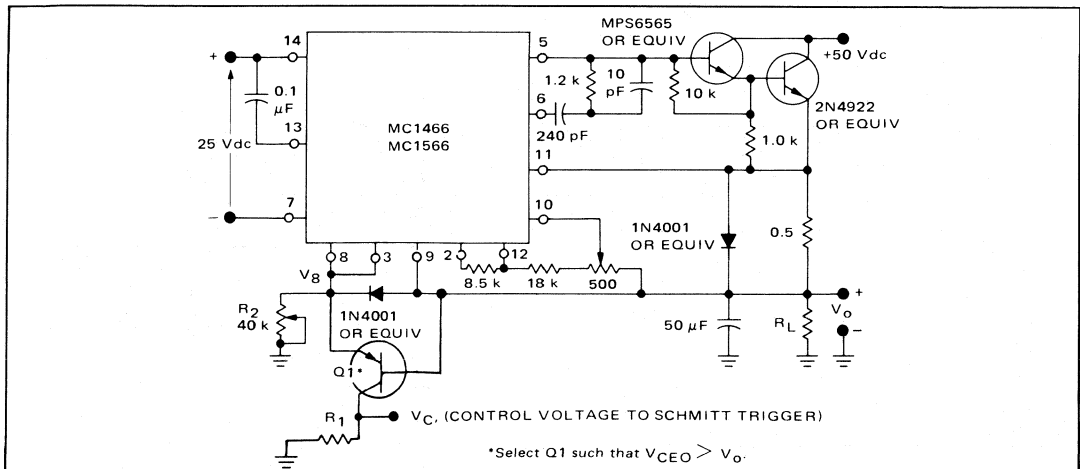 MPS6565
OR EQUIV
+50 Vdc
14
5
+
0.1
µF
1.2 k
10
pF
10 k
2N4922
OR EQUIV
6
240 pF
1.0 k
MC1466
MC1566
25 Vdc
13
11
10
7
−
1N4001
OR EQUIV
0.5
8
3
9
2
12
V8
8.5 k
18 k
500
R2
40 k
1N4001
OR EQUIV
50 µF
RL
+
Vo
−
Q1*
R1
VC, (CONTROL VOLTAGE TO SCHMITT TRIGGER)
*Select Q1 such that VCEO > Vo.